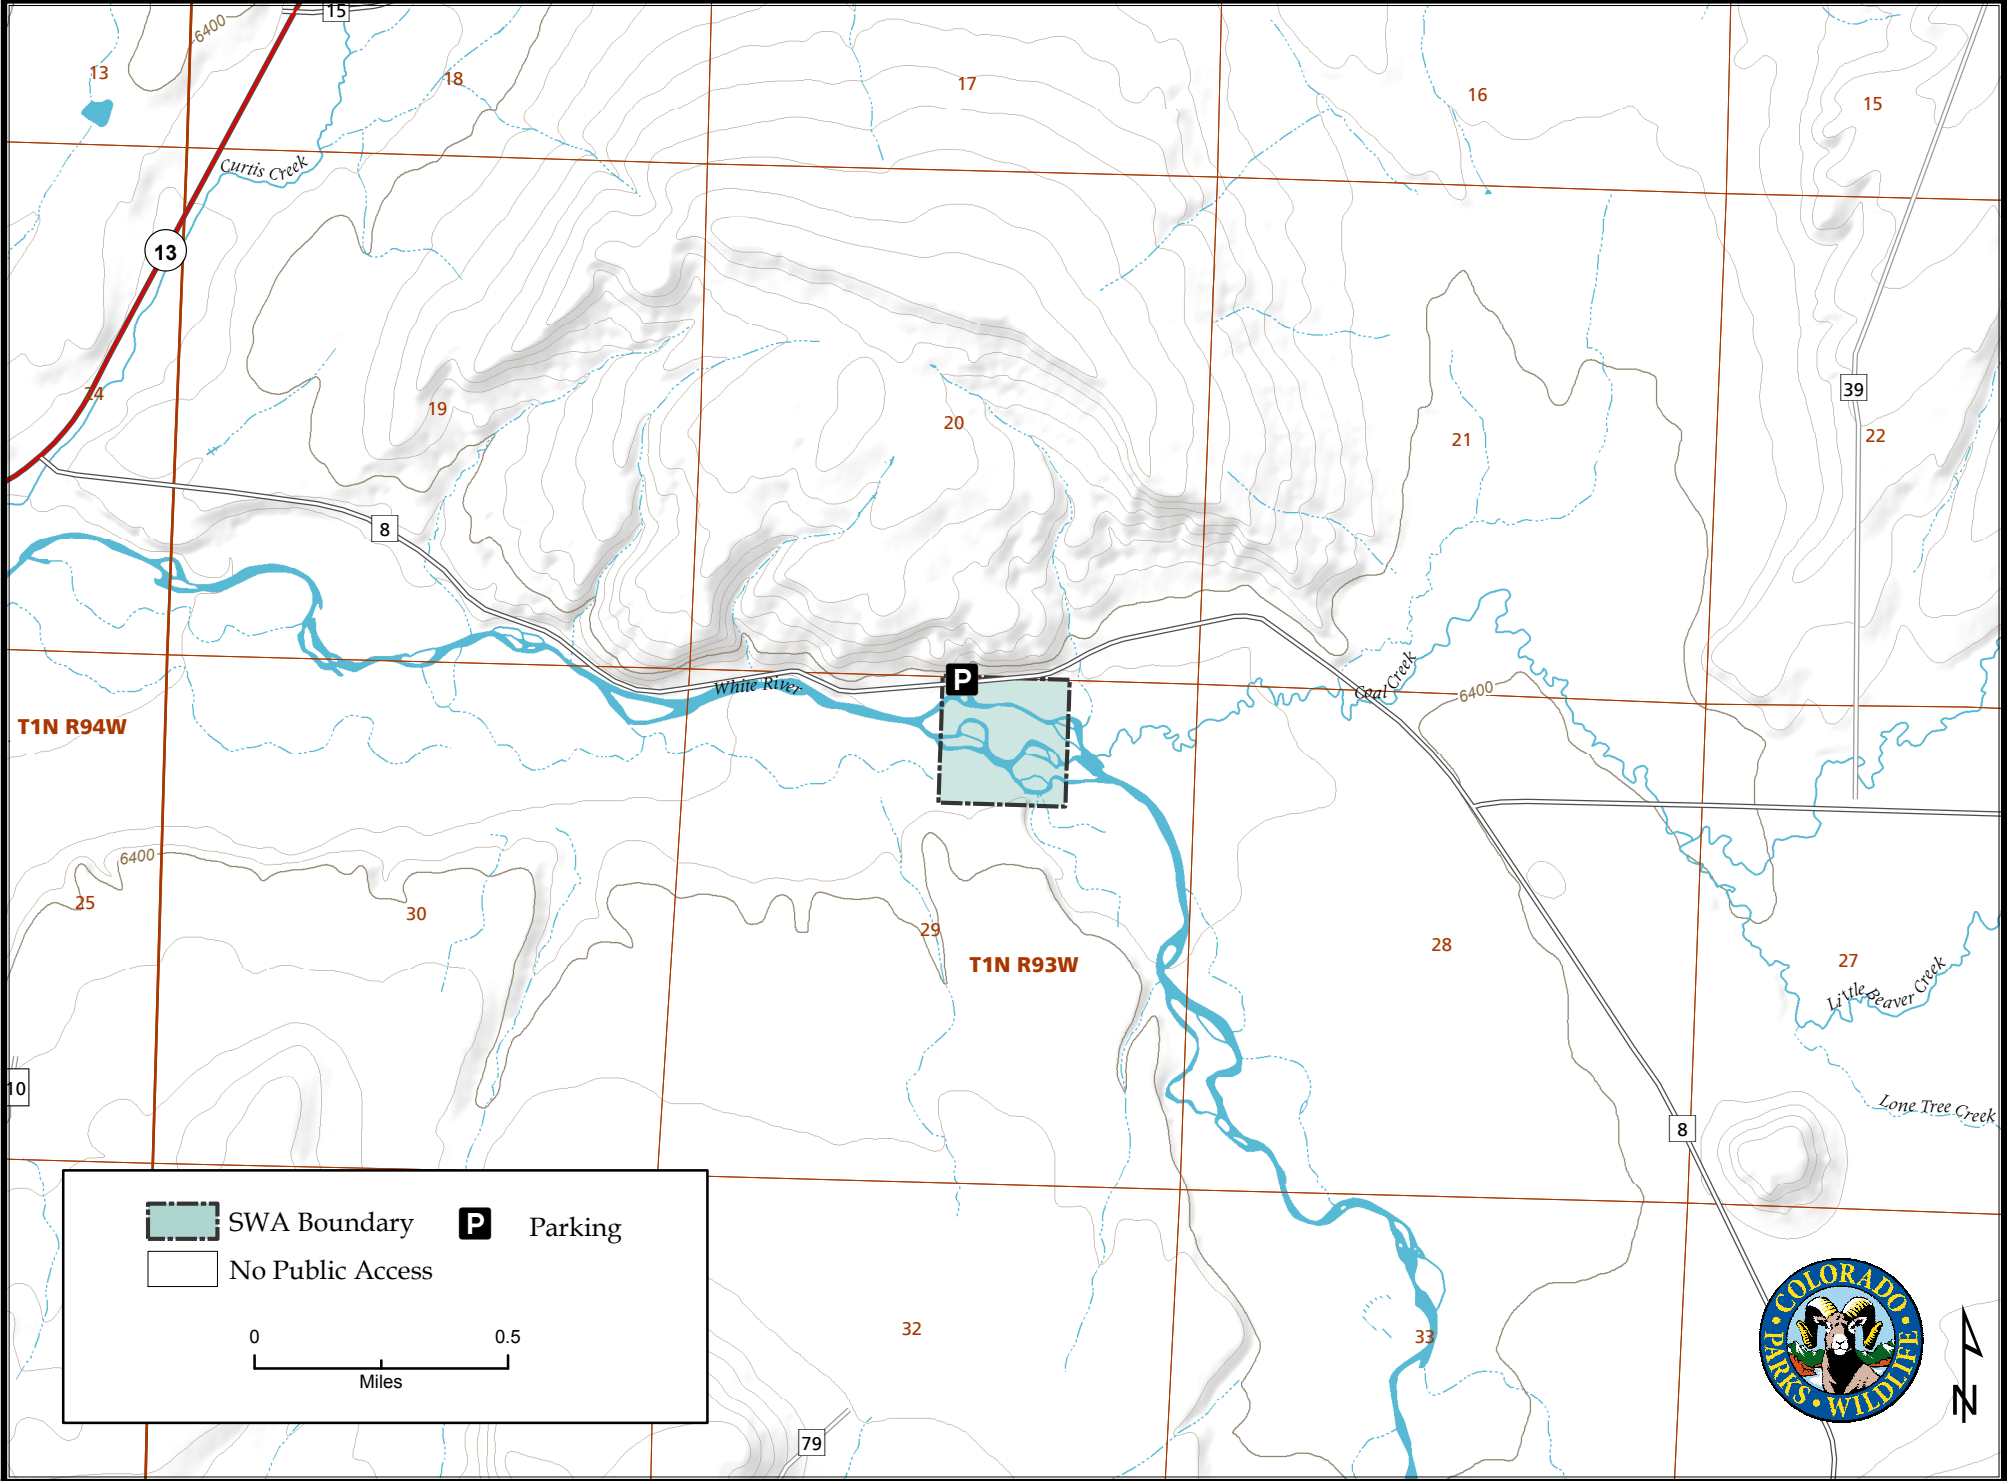 15
6400
13
18
17
16
15
Curtis Creek
13
24
19
20
21
39
22
8
P
White River
Coal Creek
6400
T1N R94W
6400
25
30
29
T1N R93W
28
27
Little Beaver Creek
10
Lone Tree Creek
8
SWA Boundary
P
Parking
No Public Access
0
0.5
Miles
32
33
79
COLORADO
PARKS • WILDLIFE
N